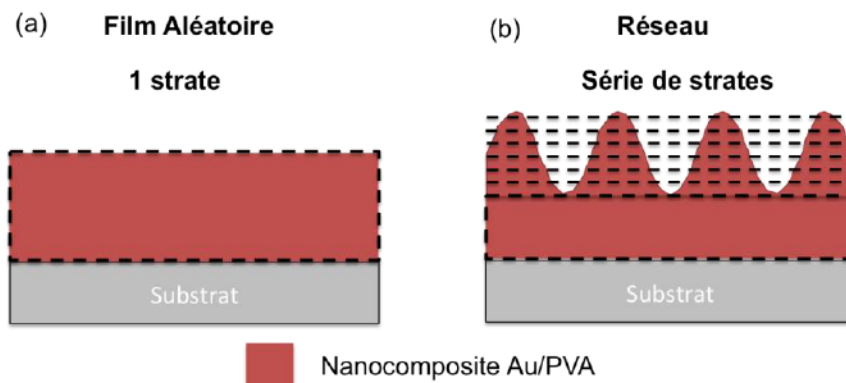 (a)
Film Aléatoire
1 strate
Substrat
(b)
Réseau
Série de strates
Substrat
Nanocomposite Au/PVA